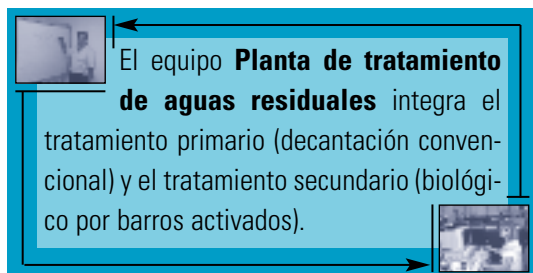 El equipo Planta de tratamiento
de aguas residuales integra el
tratamiento primario (decantación conven-
cional) y el tratamiento secundario (biológi-
co por barros activados).